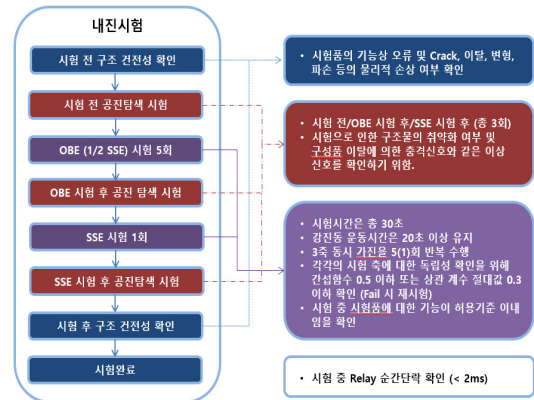 내진시험
시험 전 구조 건전성 확인
시험 전 공진탐색 시험
OBE (1/2 SSE) 시험 5회
OBE 시험 후 공진 탐색 시험
SSE 시험 1회
SSE 시험 후 공진탐색 시험
시험 후 구조 건전성 확인
시험완료
• 시험품의 기능상 오류 및 Crack, 이탈, 변형,
파손 등의 물리적 손상 여부 확인
• 시험 전/OBE 시험 후/SSE 시험 후 (총 3회)
• 시험으로 인한 구조물의 취약화 여부 및
구성품 이탈에 의한 충격신호와 같은 이상
신호를 확인하기 위함.
• 시험시간은 총 30초
• 강진동 운동시간은 20초 이상 유지
• 3축 동시 가진을 5(1)회 반복 수행
• 각각의 시험 축에 대한 독립성 확인을 위해
간섭함수 0.5 이하 또는 상관 계수 절대값 0.3
이하 확인 (Fail 시 재시험)
• 시험 중 시험품에 대한 기능이 허용기준 이내
임을 확인
• 시험 중 Relay 순간단락 확인 (< 2ms)